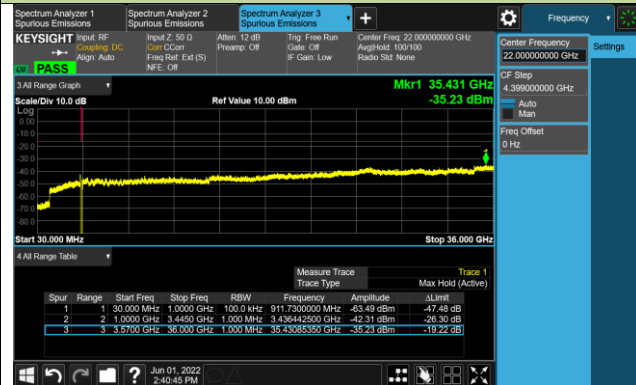 Spectrum Analyzer 1
Spurious Emissions
Spectrum Analyzer 2
Spurious Emissions
Spectrum Analyzer 3
Spurious Emissions
Frequency
KEYSIGHT
Input: RF
Coupling: DC
Align: Auto
Input Z: 50 Ω
Corr CCorr
Freq Ref: Ext (S)
NFE: Off
Atten: 12 dB
Preamp: Off
Trig: Free Run
Gate: Off
IF Gain: Low
Center Freq: 22.000000000 GHz
Avg|Hold: 100/100
Radio Std: None
PASS
Center Frequency
22.000000000 GHz
Settings
CF Step
4.399000000 GHz
Auto
Man
Freq Offset
0 Hz
3 All Range Graph
Mkr1 35.431 GHz
Scale/Div 10.0 dB
Ref Value 10.00 dBm
-35.23 dBm
Log
0.00
-10.0
-20.0
-30.0
-40.0
-50.0
-60.0
-70.0
-80.0
1
Start 30.000 MHz
Stop 36.000 GHz
4 All Range Table
Measure Trace Trace 1
Trace Type Max Hold (Active)
Spur Range Start Freq Stop Freq RBW Frequency Amplitude ΔLimit
1 1 30.000 MHz 1.0000 GHz 100.0 kHz 911.7300000 MHz -63.49 dBm -47.48 dB
2 2 1.0000 GHz 3.4450 GHz 1.000 MHz 3.436442500 GHz -42.31 dBm -26.30 dB
3 3 3.5700 GHz 36.000 GHz 1.000 MHz 35.43085350 GHz -35.23 dBm -19.22 dB
?
Jun 01, 2022
2:40:45 PM